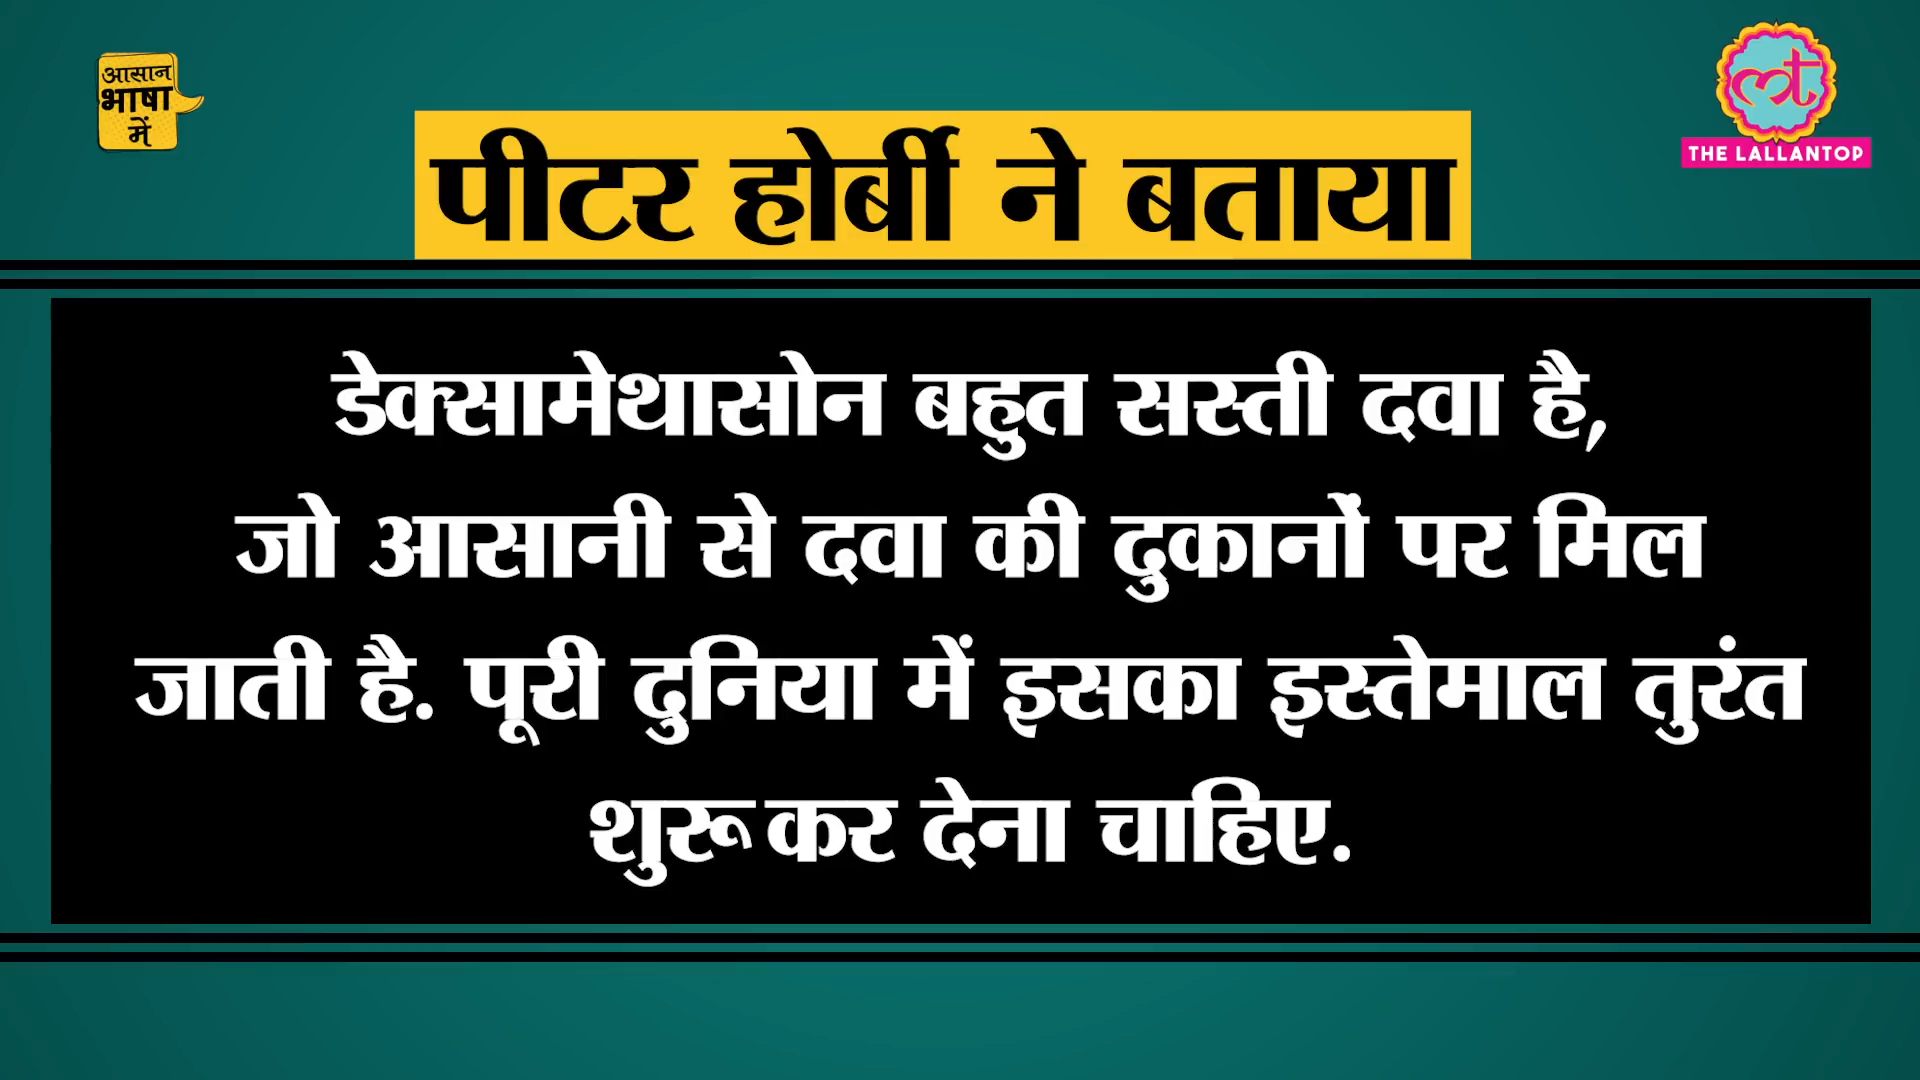 आसान
भाषा
में
THE LALLANTOP
पीटर होर्बी ने बताया
डेक्सामेथासोन बहुत सस्ती दवा है,
जो आसानी से दवा की दुकानों पर मिल
जाती है. पूरी दुनिया में इसका इस्तेमाल तुरंत
शुरू कर देना चाहिए.